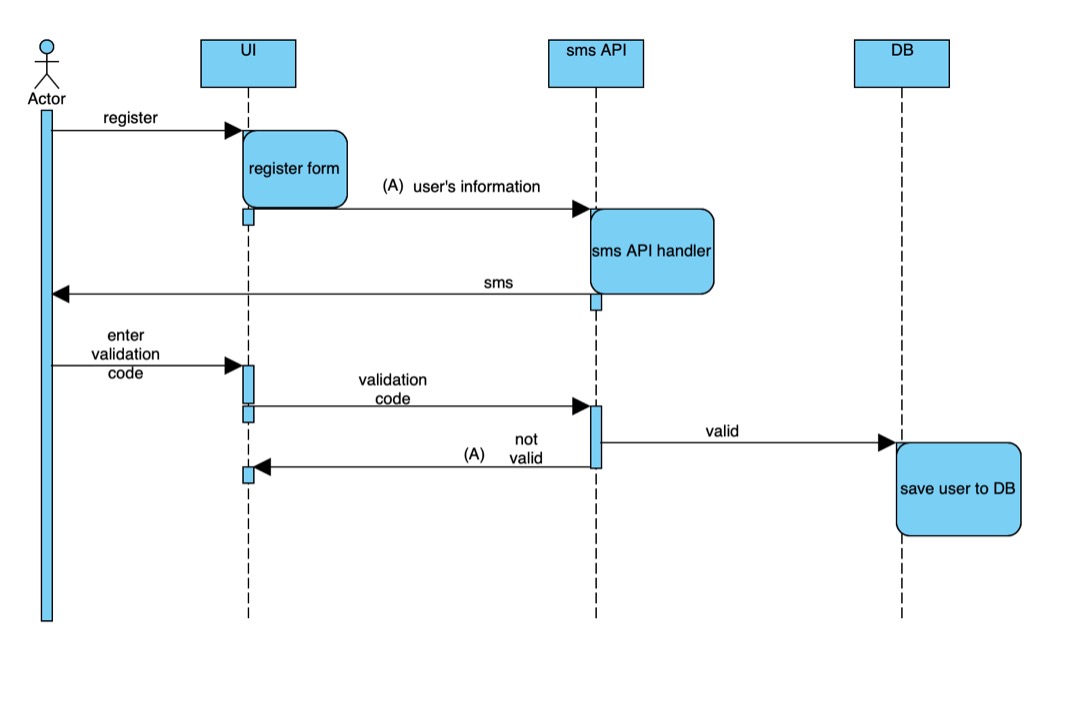 UI
sms API
DB
Actor
register
register form
(A) user's information
sms API handler
sms
enter
validation
code
validation
code
valid
not
(A) valid
save user to DB